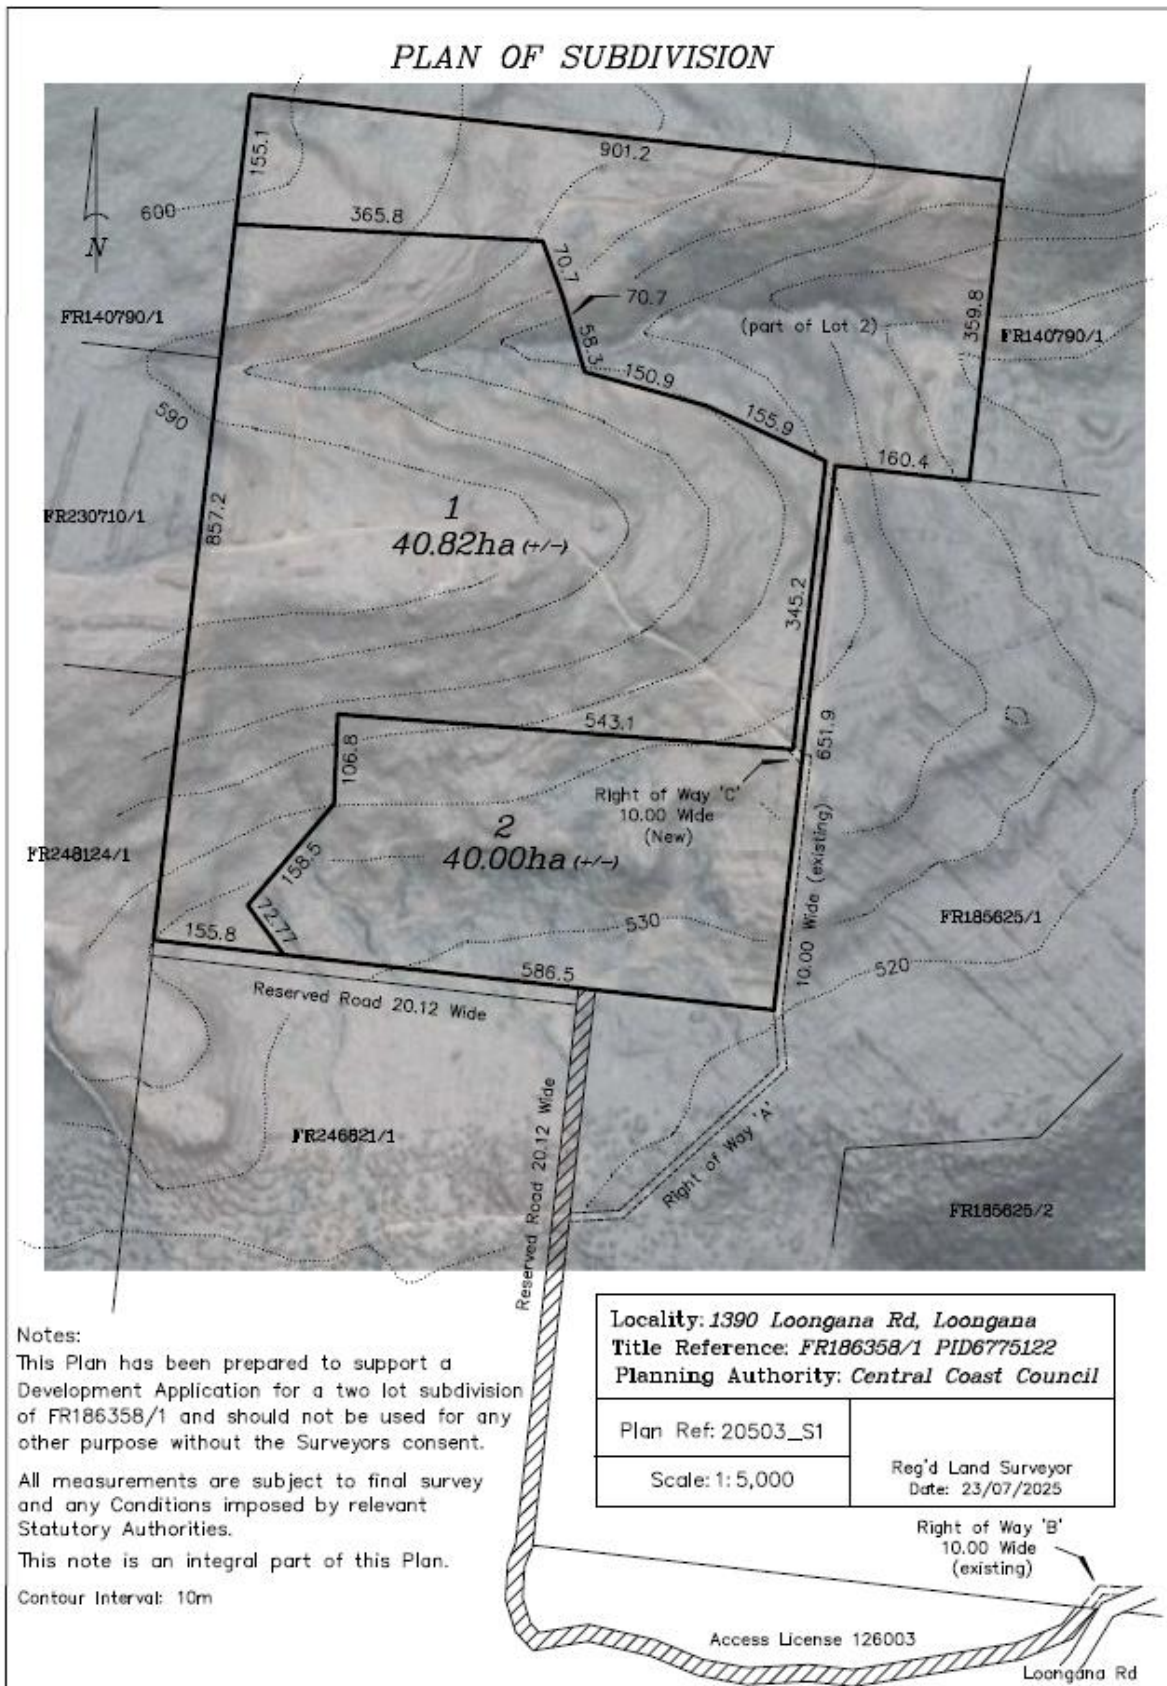 PLAN OF SUBDIVISION
901.2
155.1
365.8
600
N
70.7
70.7
FR140790/1
(part of Lot 2)
359.8
FR140790/1
58.3
150.9
590
155.9
160.4
857.2
FR230710/1
1
40.82ha (+/-)
345.2
543.1
651.9
106.8
Right of Way 'C'
10.00 Wide
(New)
2
40.00ha (+/-)
FR248124/1
158.5
10.00 Wide (existing)
72.77
155.8
530
FR185625/1
520
586.5
Reserved Road 20.12 Wide
Reserved Road 20.12 Wide
FR246821/1
Right of Way 'A'
FR185625/2
Notes:
This Plan has been prepared to support a
Development Application for a two lot subdivision
of FR186358/1 and should not be used for any
other purpose without the Surveyors consent.
All measurements are subject to final survey
and any Conditions imposed by relevant
Statutory Authorities.
This note is an integral part of this Plan.
Contour Interval: 10m
Locality: 1390 Loongana Rd, Loongana
Title Reference: FR186358/1 PID6775122
Planning Authority: Central Coast Council
Plan Ref: 20503_S1
Scale: 1: 5,000
Reg'd Land Surveyor
Date: 23/07/2025
Right of Way 'B'
10.00 Wide
(existing)
Access License 126003
Loongana Rd